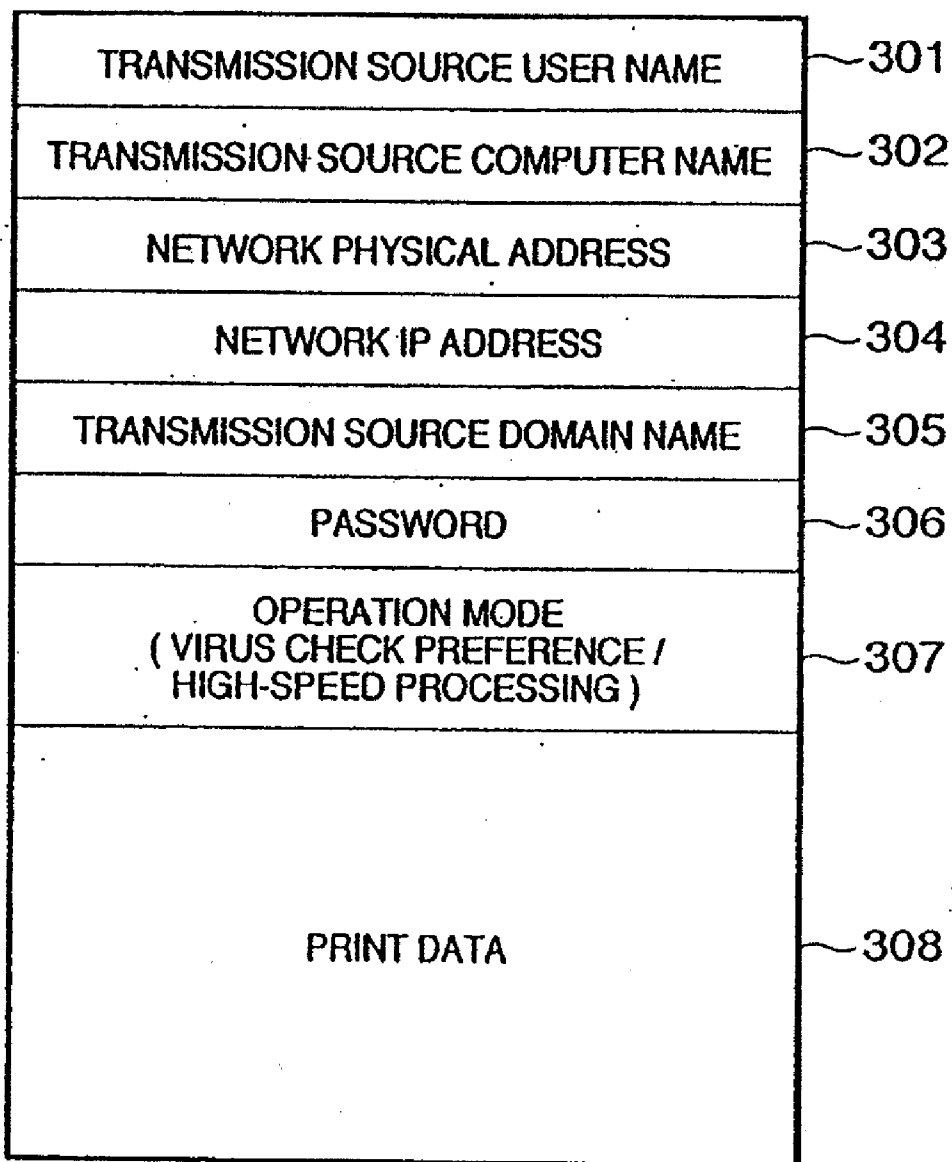 TRANSMISSION SOURCE USER NAME 301
TRANSMISSION SOURCE COMPUTER NAME 302
NETWORK PHYSICAL ADDRESS 303
NETWORK IP ADDRESS 304
TRANSMISSION SOURCE DOMAIN NAME 305
PASSWORD 306
OPERATION MODE
( VIRUS CHECK PREFERENCE / 307
HIGH-SPEED PROCESSING )
PRINT DATA 308